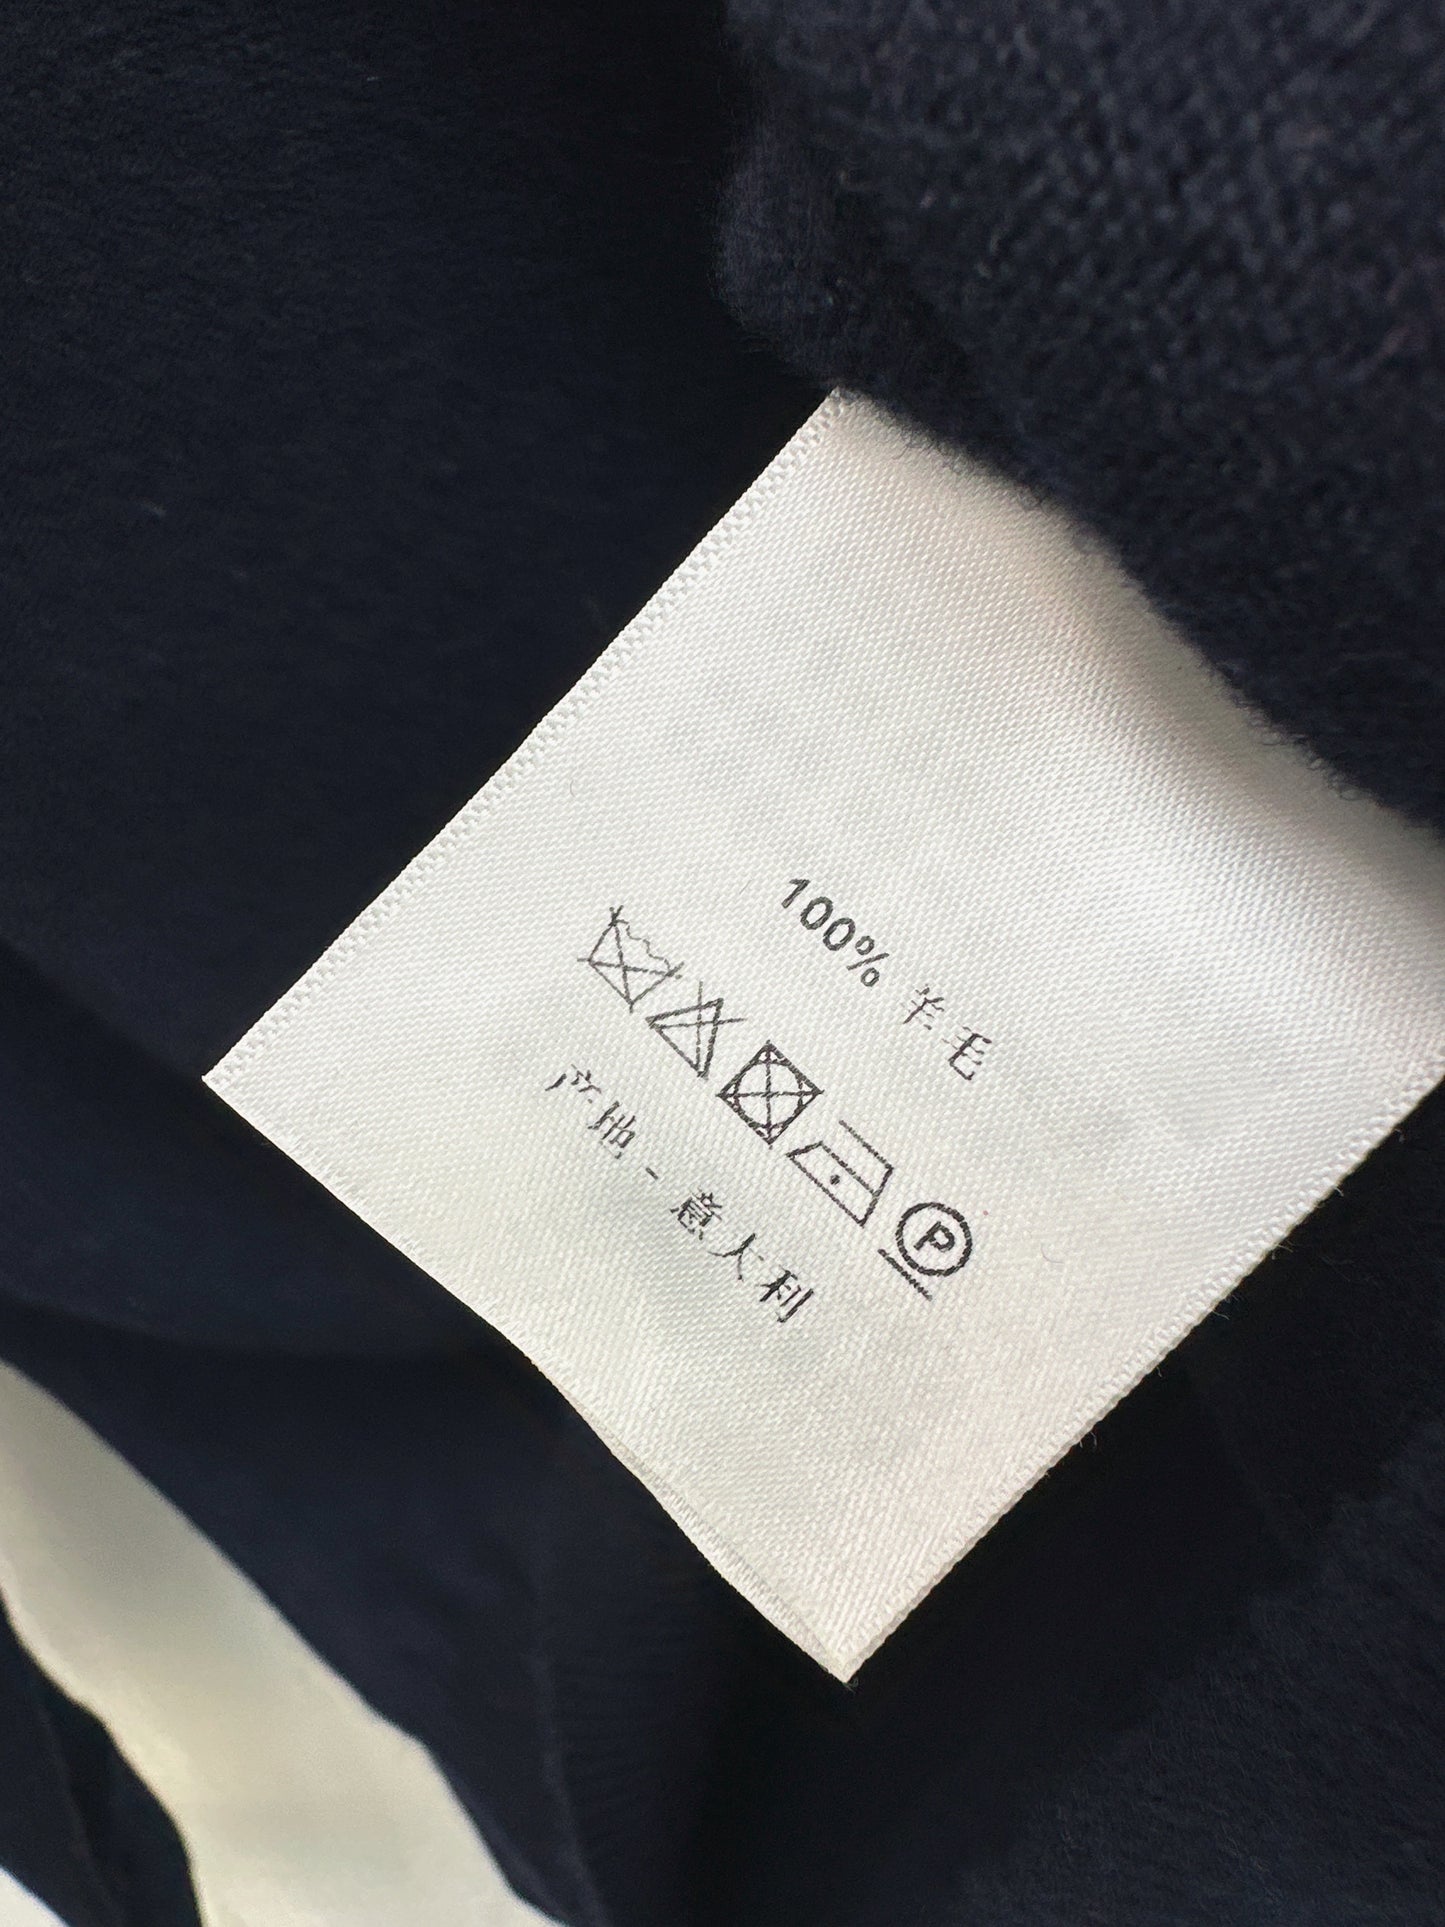 100% 羊毛
P
产地 - 意大利